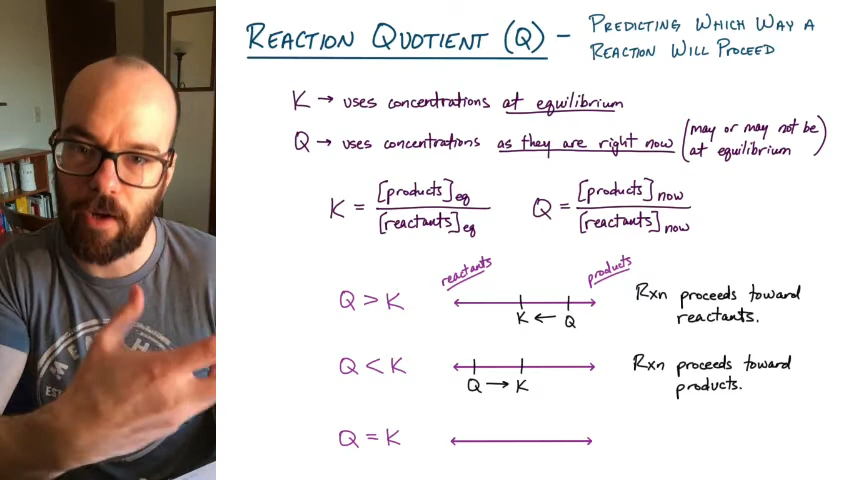 REACTION QUOTIENT (Q) – PREDICTING WHICH WAY A
REACTION WILL PROCEED
K → uses concentrations at equilibrium
Q → uses concentrations as they are right now (may or may not be
at equilibrium)
K = [products]eq / [reactants]eq
Q = [products]now / [reactants]now
reactants products
Q > K
K ← Q
Rxn proceeds toward
reactants.
Q < K
Q → K
Rxn proceeds toward
products.
Q = K